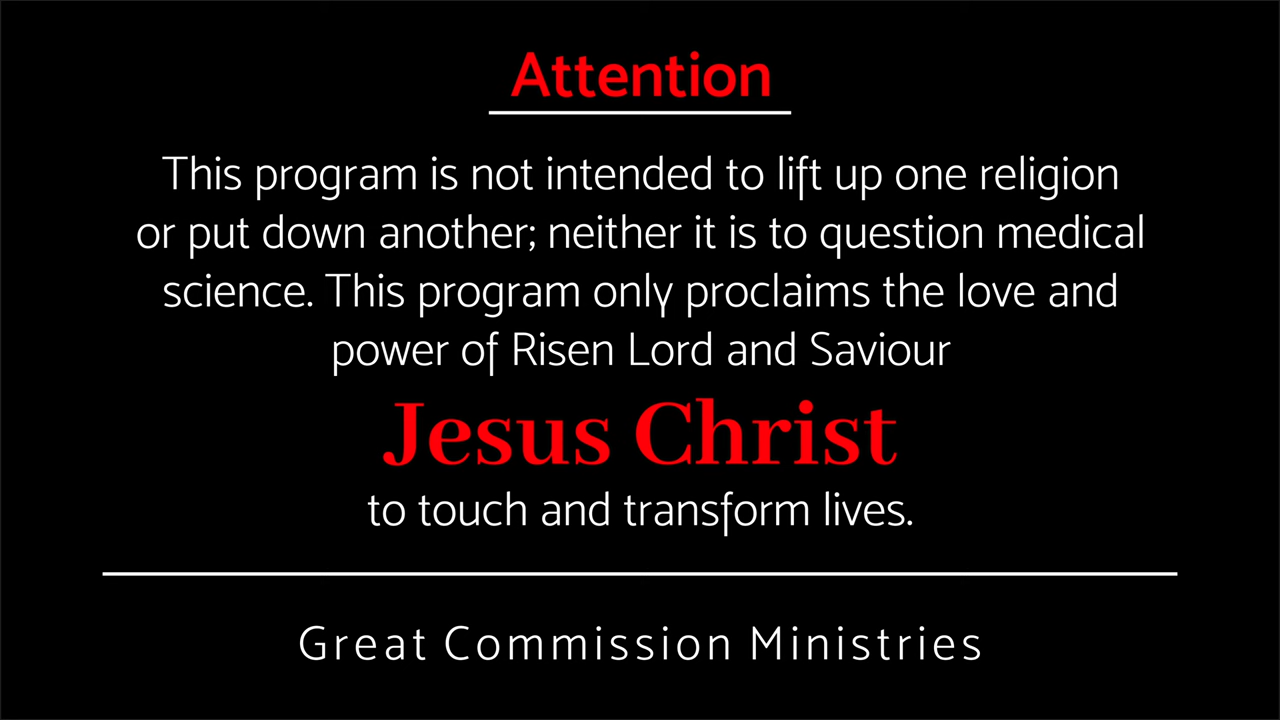 Attention
This program is not intended to lift up one religion
or put down another; neither it is to question medical
science. This program only proclaims the love and
power of Risen Lord and Saviour
Jesus Christ
to touch and transform lives.
Great Commission Ministries